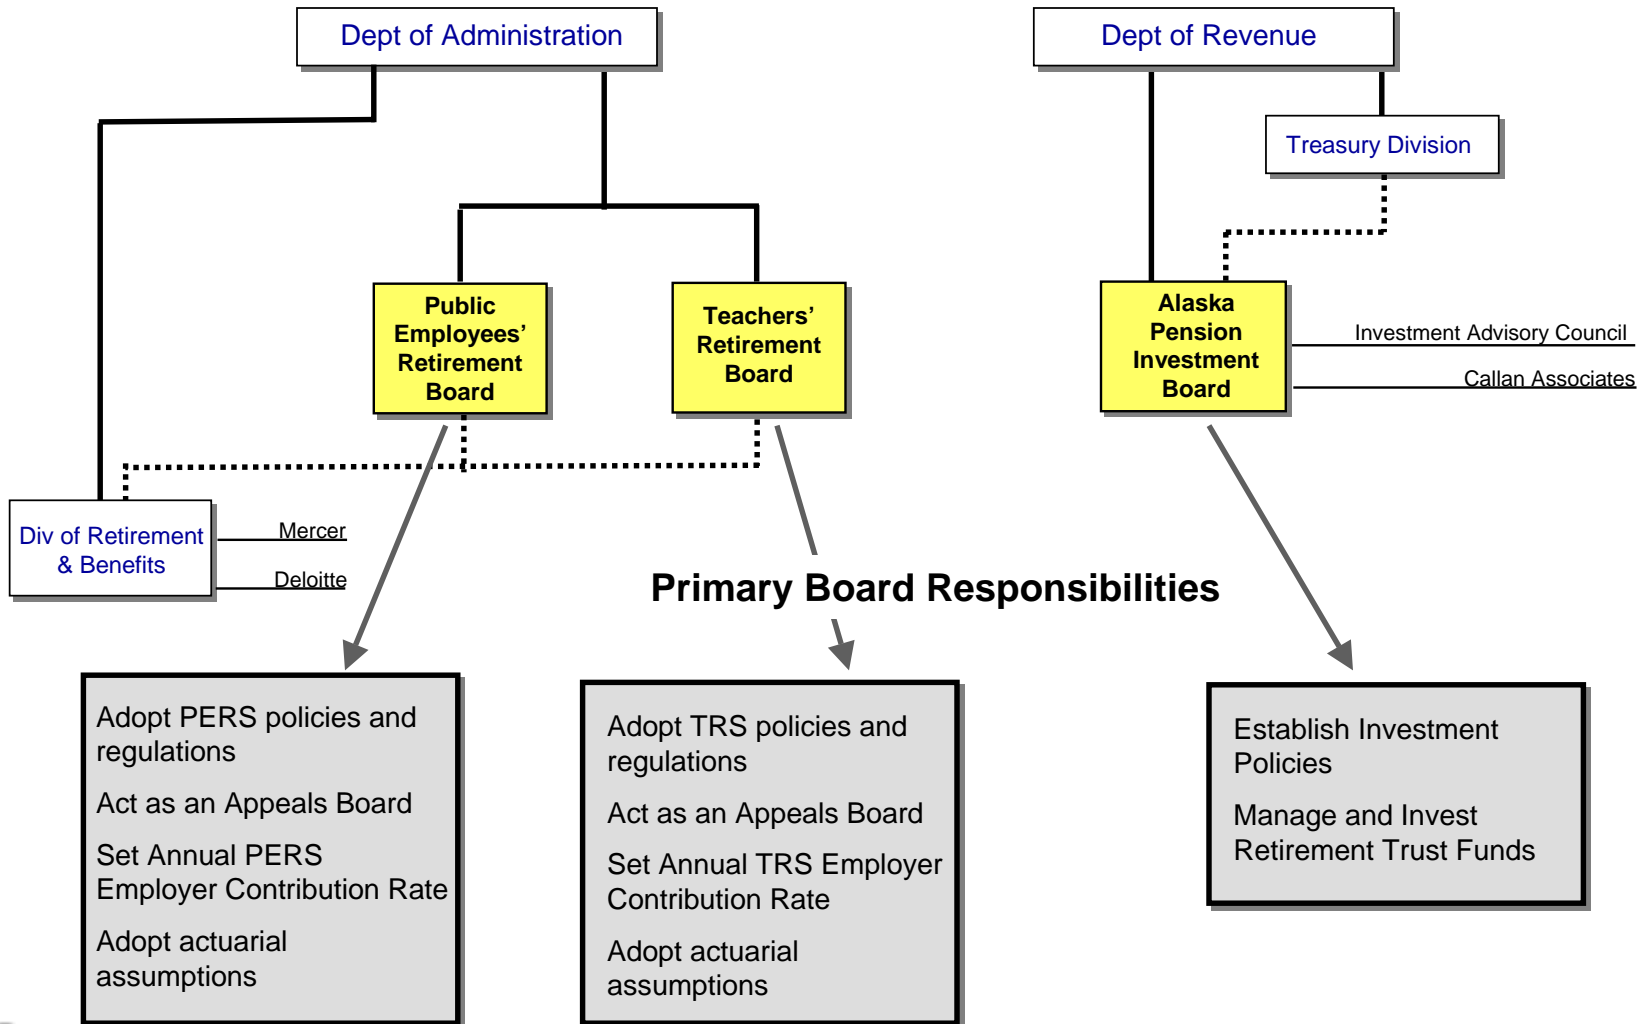 Dept of Administration
Dept of Revenue
Treasury Division
Public
Employees’
Retirement
Board
Teachers’
Retirement
Board
Alaska
Pension
Investment
Board
Investment Advisory Council
Callan Associates
Div of Retirement
& Benefits
Mercer
Deloitte
Primary Board Responsibilities
Adopt PERS policies and
regulations
Act as an Appeals Board
Set Annual PERS
Employer Contribution Rate
Adopt actuarial
assumptions
Adopt TRS policies and
regulations
Act as an Appeals Board
Set Annual TRS Employer
Contribution Rate
Adopt actuarial
assumptions
Establish Investment
Policies
Manage and Invest
Retirement Trust Funds